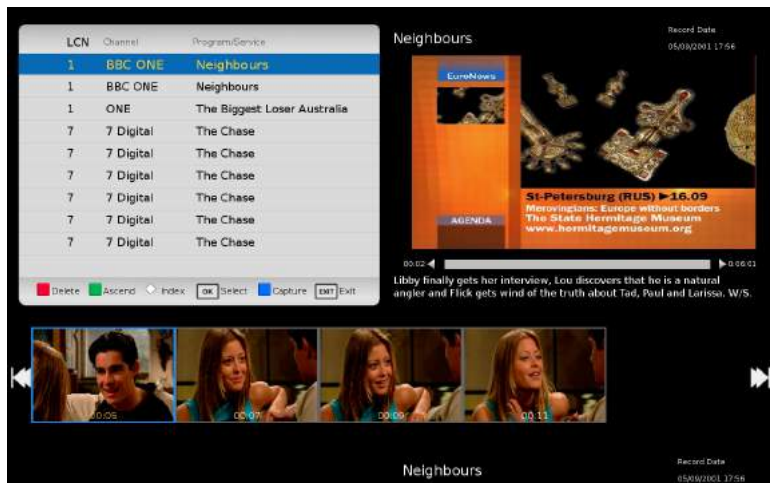 LCN Channel Program/Service
1 BBC ONE Neighbours
1 BBC ONE Neighbours
1 ONE The Biggest Loser Australia
7 7 Digital The Chase
7 7 Digital The Chase
7 7 Digital The Chase
7 7 Digital The Chase
7 7 Digital The Chase
7 7 Digital The Chase
Delete Ascend Index OK Select Capture EXIT Exit
Neighbours
Record Date
05/09/2001 17:56
EuroNews
AGENDA
St-Petersburg (RUS) ►16.09
Merovingians: Europe without borders
The State Hermitage Museum
www.hermitagemuseum.org
00:02 0:06:01
Libby finally gets her interview, Lou discovers that he is a natural
angler and Flick gets wind of the truth about Tad, Paul and Larissa. W/S.
00:05 00:07 00:09 00:11
Neighbours
Record Date
05/09/2001 17:56